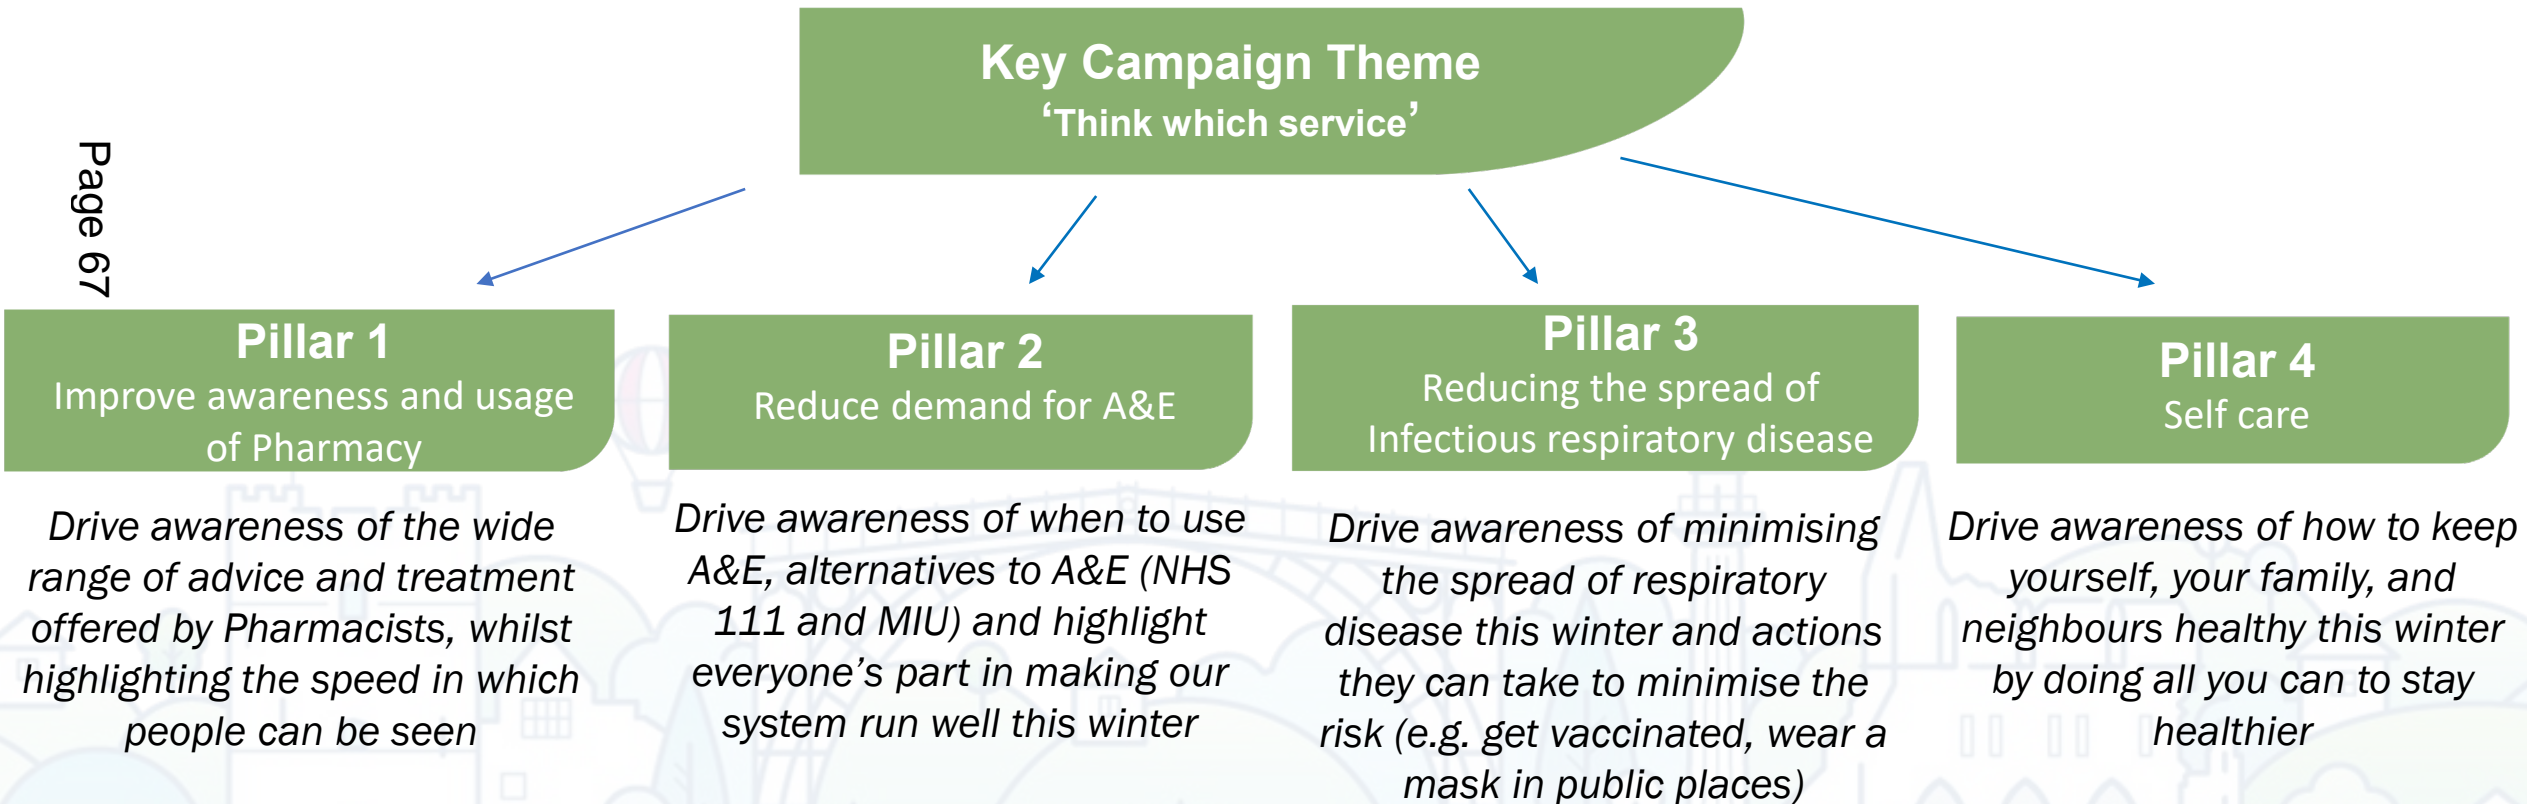 Key Campaign Theme
‘Think which service’
Page 67
Pillar 1
Improve awareness and usage
of Pharmacy
Drive awareness of the wide
range of advice and treatment
offered by Pharmacists, whilst
highlighting the speed in which
people can be seen
Pillar 2
Reduce demand for A&E
Drive awareness of when to use
A&E, alternatives to A&E (NHS
111 and MIU) and highlight
everyone’s part in making our
system run well this winter
Pillar 3
Reducing the spread of
Infectious respiratory disease
Drive awareness of minimising
the spread of respiratory
disease this winter and actions
they can take to minimise the
risk (e.g. get vaccinated, wear a
mask in public places)
Pillar 4
Self care
Drive awareness of how to keep
yourself, your family, and
neighbours healthy this winter
by doing all you can to stay
healthier